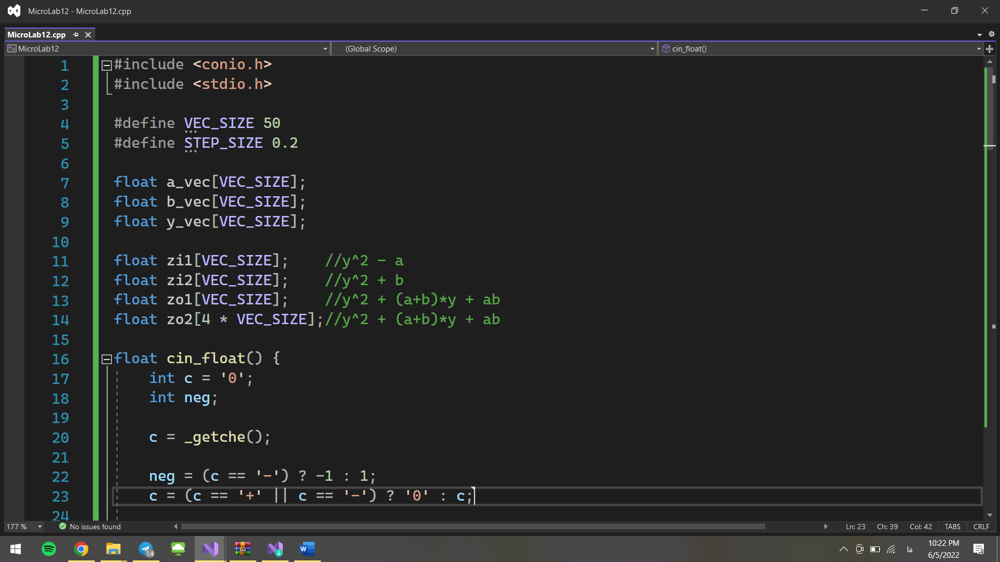 MicroLab12 - MicroLab12.cpp
MicroLab12.cpp
MicroLab12 (Global Scope) cin_float()
1 #include <conio.h>
2 #include <stdio.h>
3
4 #define VEC_SIZE 50
5 #define STEP_SIZE 0.2
6
7 float a_vec[VEC_SIZE];
8 float b_vec[VEC_SIZE];
9 float y_vec[VEC_SIZE];
10
11 float zi1[VEC_SIZE]; //y^2 - a
12 float zi2[VEC_SIZE]; //y^2 + b
13 float zo1[VEC_SIZE]; //y^2 + (a+b)*y + ab
14 float zo2[4 * VEC_SIZE];//y^2 + (a+b)*y + ab
15
16 float cin_float() {
17 int c = '0';
18 int neg;
19
20 c = _getche();
21
22 neg = (c == '-') ? -1 : 1;
23 c = (c == '+' || c == '-') ? '0' : c;
24
177 % No issues found Ln: 23 Ch: 39 Col: 42 TABS CRLF
14 W فا 10:22 PM
6/5/2022